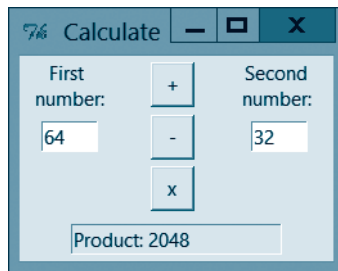 Calculate
First
number:
+
Second
number:
64
-
32
x
Product: 2048